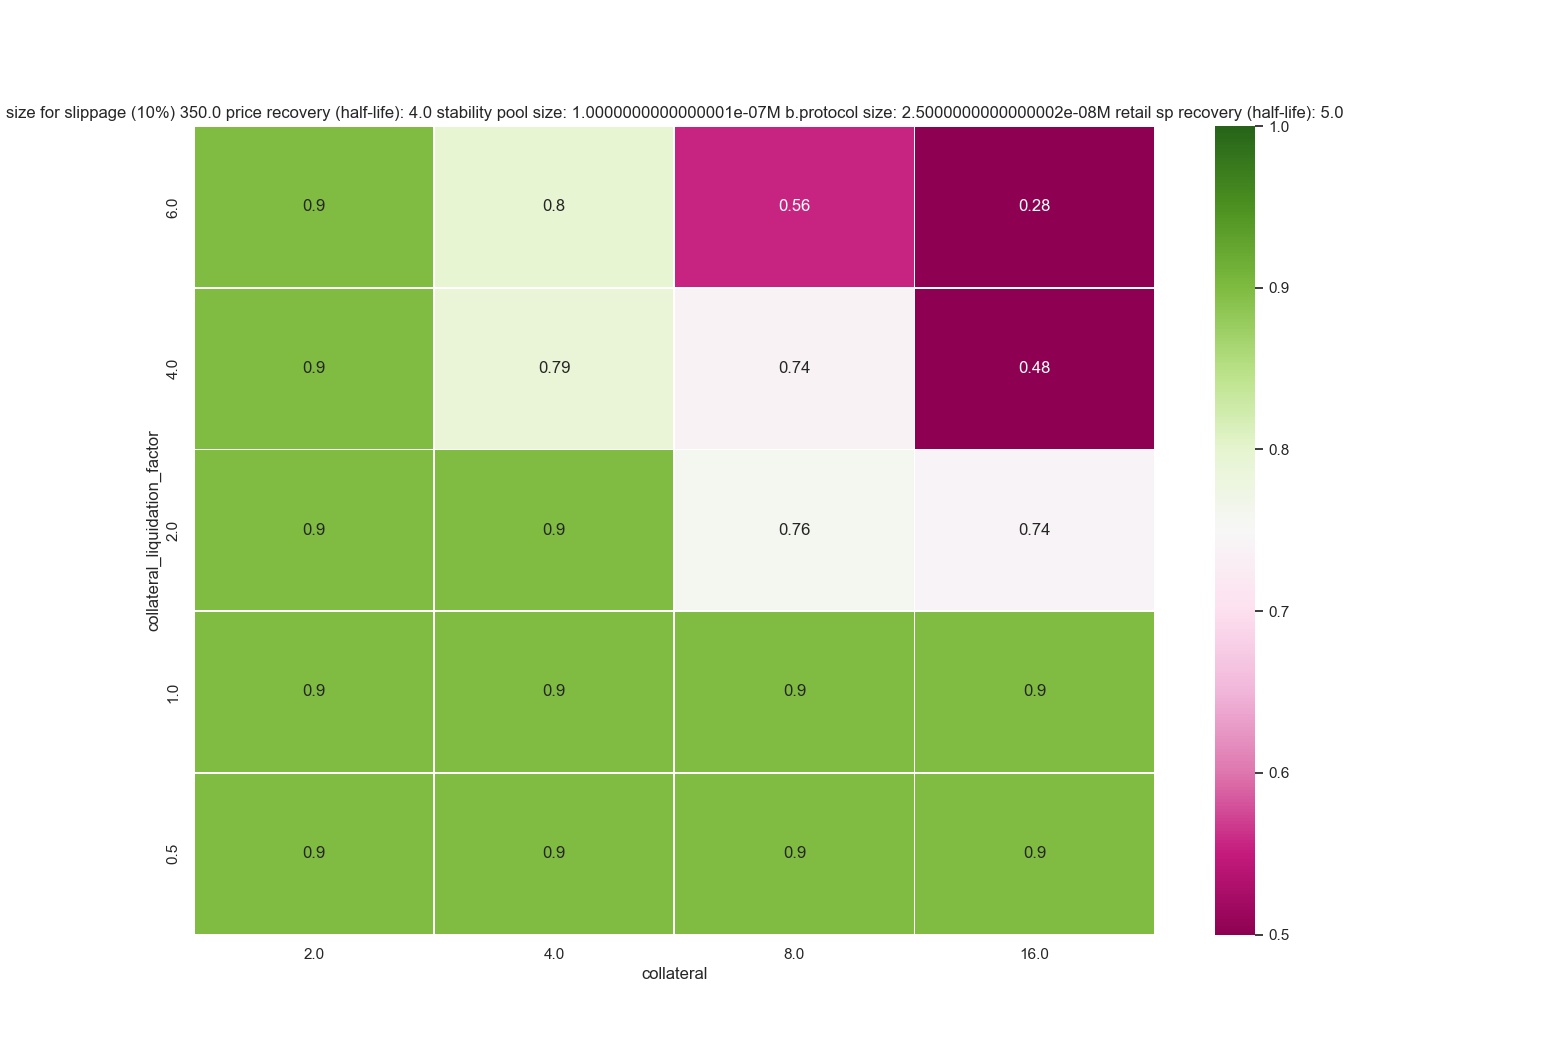 size for slippage (10%) 350.0 price recovery (half-life): 4.0 stability pool size: 1.0000000000000001e-07M b.protocol size: 2.5000000000000002e-08M retail sp recovery (half-life): 5.0
collateral_liquidation_factor
6.0 0.9 0.8 0.56 0.28
4.0 0.9 0.79 0.74 0.48
2.0 0.9 0.9 0.76 0.74
1.0 0.9 0.9 0.9 0.9
0.5 0.9 0.9 0.9 0.9
2.0 4.0 8.0 16.0
collateral
1.0
0.9
0.8
0.7
0.6
0.5